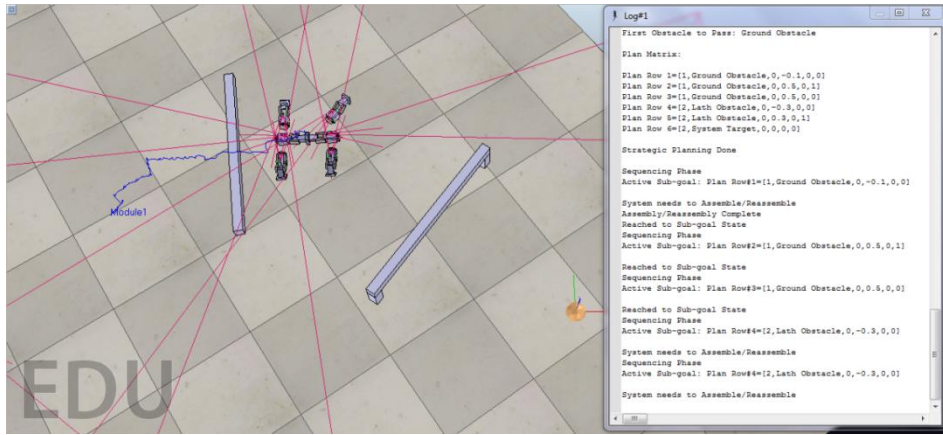 Module1
EDU
Log#1
First Obstacle to Pass: Ground Obstacle
Plan Matrix:
Plan Row 1=[1,Ground Obstacle,0,-0.1,0,0]
Plan Row 2=[1,Ground Obstacle,0,0.5,0,1]
Plan Row 3=[1,Ground Obstacle,0,0.5,0,0]
Plan Row 4=[2,Lath Obstacle,0,-0.3,0,0]
Plan Row 5=[2,Lath Obstacle,0,0.3,0,1]
Plan Row 6=[2,System Target,0,0,0,0]
Strategic Planning Done
Sequencing Phase
Active Sub-goal: Plan Row#1=[1,Ground Obstacle,0,-0.1,0,0]
System needs to Assemble/Reassemble
Assembly/Reassembly Complete
Reached to Sub-goal State
Sequencing Phase
Active Sub-goal: Plan Row#2=[1,Ground Obstacle,0,0.5,0,1]
Reached to Sub-goal State
Sequencing Phase
Active Sub-goal: Plan Row#3=[1,Ground Obstacle,0,0.5,0,0]
Reached to Sub-goal State
Sequencing Phase
Active Sub-goal: Plan Row#4=[2,Lath Obstacle,0,-0.3,0,0]
System needs to Assemble/Reassemble
Sequencing Phase
Active Sub-goal: Plan Row#4=[2,Lath Obstacle,0,-0.3,0,0]
System needs to Assemble/Reassemble